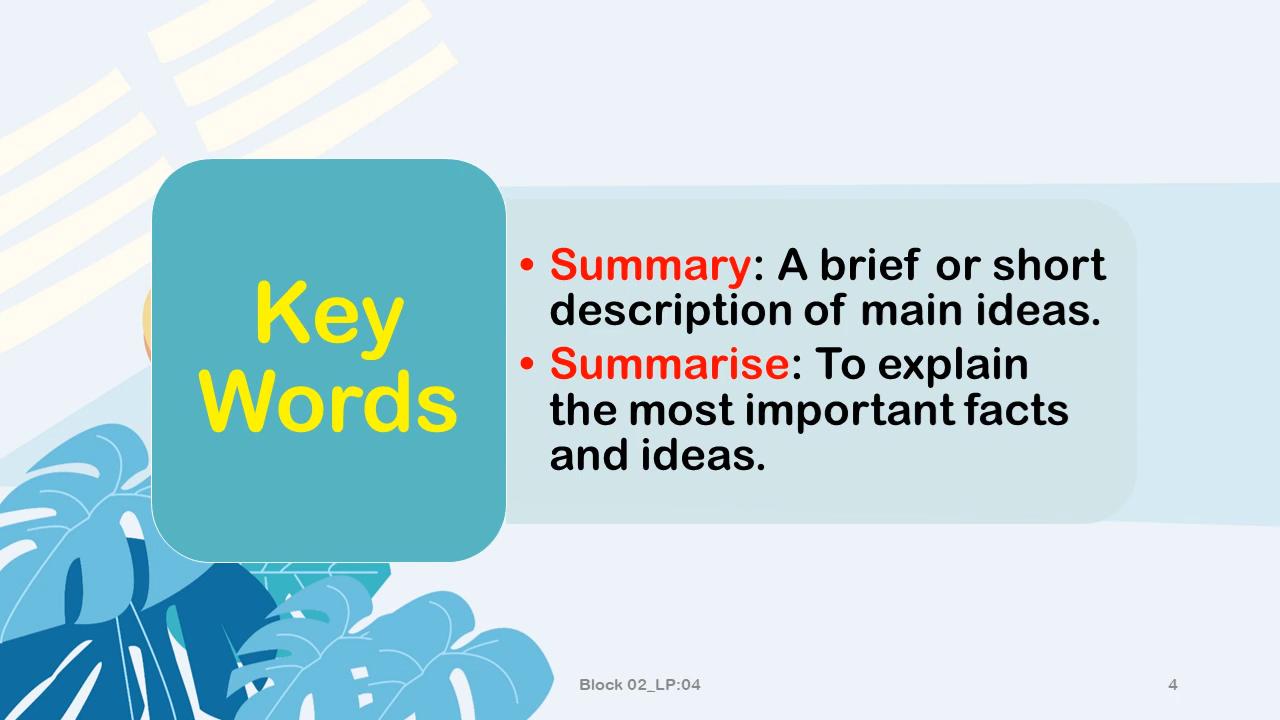 Key
Words
• Summary: A brief or short
description of main ideas.
• Summarise: To explain
the most important facts
and ideas.
Block 02_LP:04
4